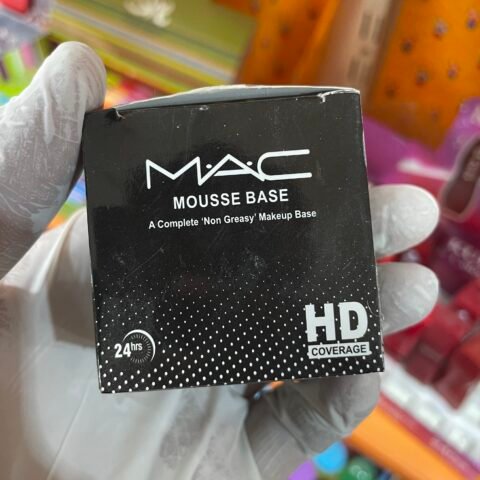 M·A·C
MOUSSE BASE
A Complete 'Non Greasy' Makeup Base
24hrs
HD
COVERAGE